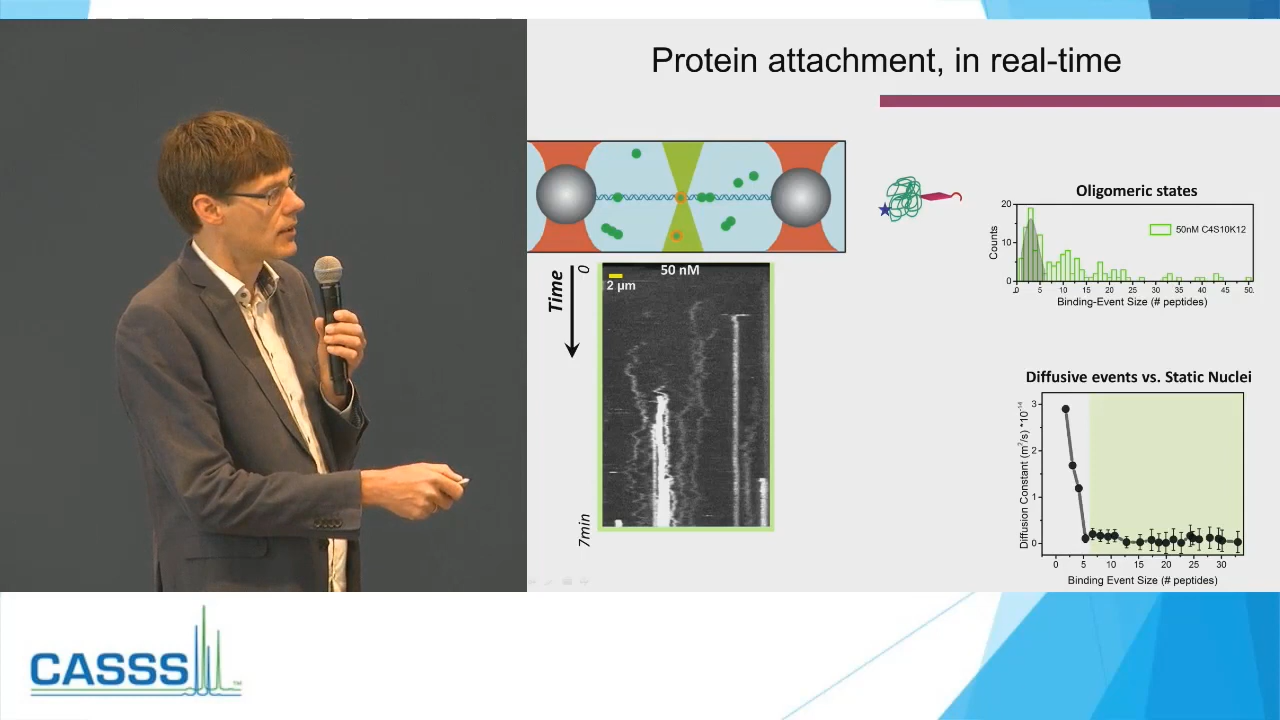 Protein attachment, in real-time
Time
0
7min
50 nM
2 µm
Oligomeric states
Counts
20
10
0
50nM C4S10K12
0 5 10 15 20 25 30 35 40 45 50
Binding-Event Size (# peptides)
Diffusive events vs. Static Nuclei
Diffusion Constant (m²/s) *10⁻¹⁴
3
2
1
0
0 5 10 15 20 25 30
Binding Event Size (# peptides)
CASSS™